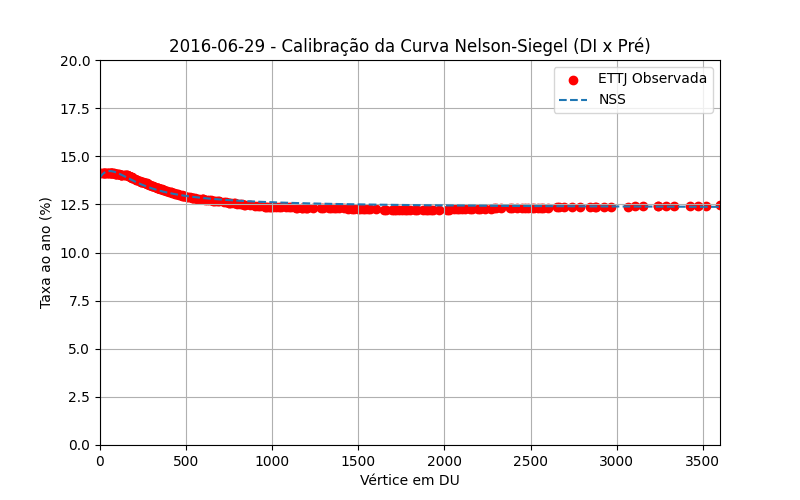 2016-06-29 - Calibração da Curva Nelson-Siegel (DI x Pré)
20.0
17.5
15.0
12.5
10.0
7.5
5.0
2.5
0.0
Taxa ao ano (%)
ETTJ Observada
NSS
0 500 1000 1500 2000 2500 3000 3500
Vértice em DU